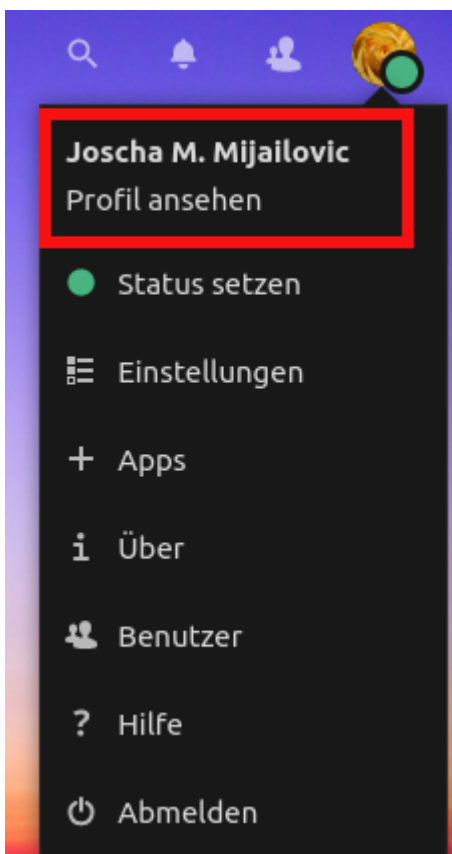 Joscha M. Mijailovic
Profil ansehen
Status setzen
Einstellungen
Apps
Über
Benutzer
Hilfe
Abmelden